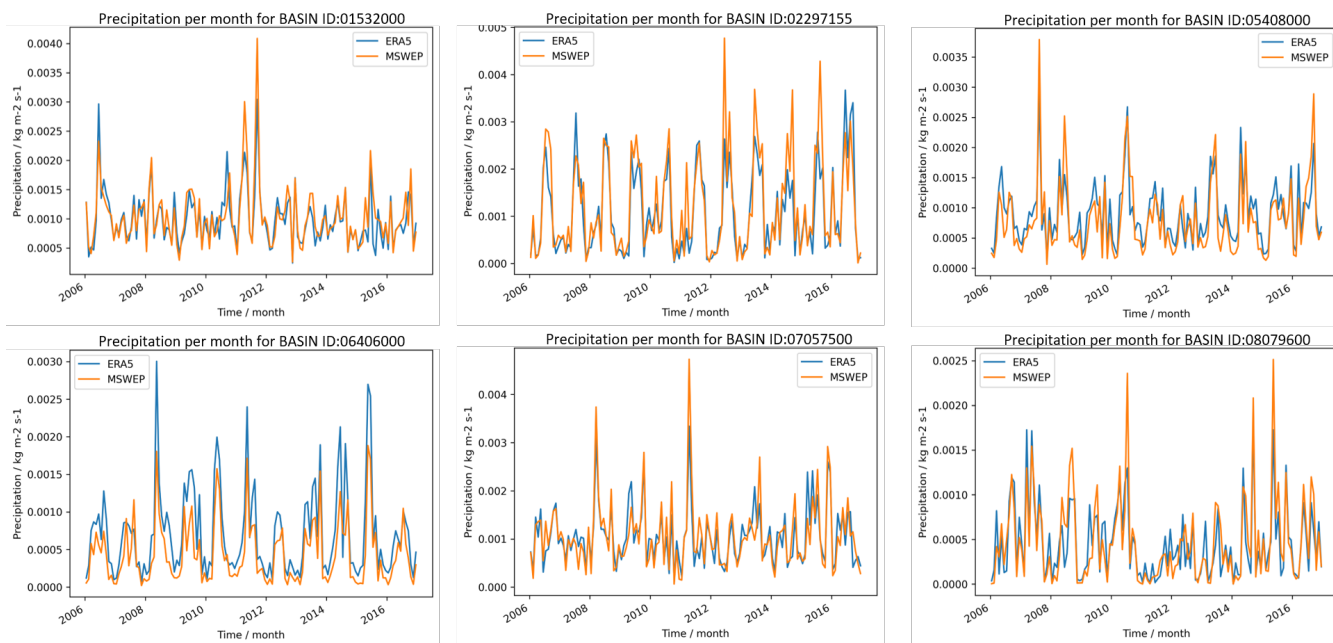 Precipitation per month for BASIN ID:01532000
Precipitation / kg m-2 s-1
0.0040
0.0035
0.0030
0.0025
0.0020
0.0015
0.0010
0.0005
ERA5
MSWEP
2006
2008
2010
2012
2014
2016
Time / month
Precipitation per month for BASIN ID:02297155
Precipitation / kg m-2 s-1
0.005
0.004
0.003
0.002
0.001
0.000
ERA5
MSWEP
2006
2008
2010
2012
2014
2016
Time / month
Precipitation per month for BASIN ID:05408000
Precipitation / kg m-2 s-1
0.0035
0.0030
0.0025
0.0020
0.0015
0.0010
0.0005
0.0000
ERA5
MSWEP
2006
2008
2010
2012
2014
2016
Time / month
Precipitation per month for BASIN ID:06406000
Precipitation / kg m-2 s-1
0.0030
0.0025
0.0020
0.0015
0.0010
0.0005
0.0000
ERA5
MSWEP
2006
2008
2010
2012
2014
2016
Time / month
Precipitation per month for BASIN ID:07057500
Precipitation / kg m-2 s-1
0.004
0.003
0.002
0.001
0.000
ERA5
MSWEP
2006
2008
2010
2012
2014
2016
Time / month
Precipitation per month for BASIN ID:08079600
Precipitation / kg m-2 s-1
0.0025
0.0020
0.0015
0.0010
0.0005
0.0000
ERA5
MSWEP
2006
2008
2010
2012
2014
2016
Time / month